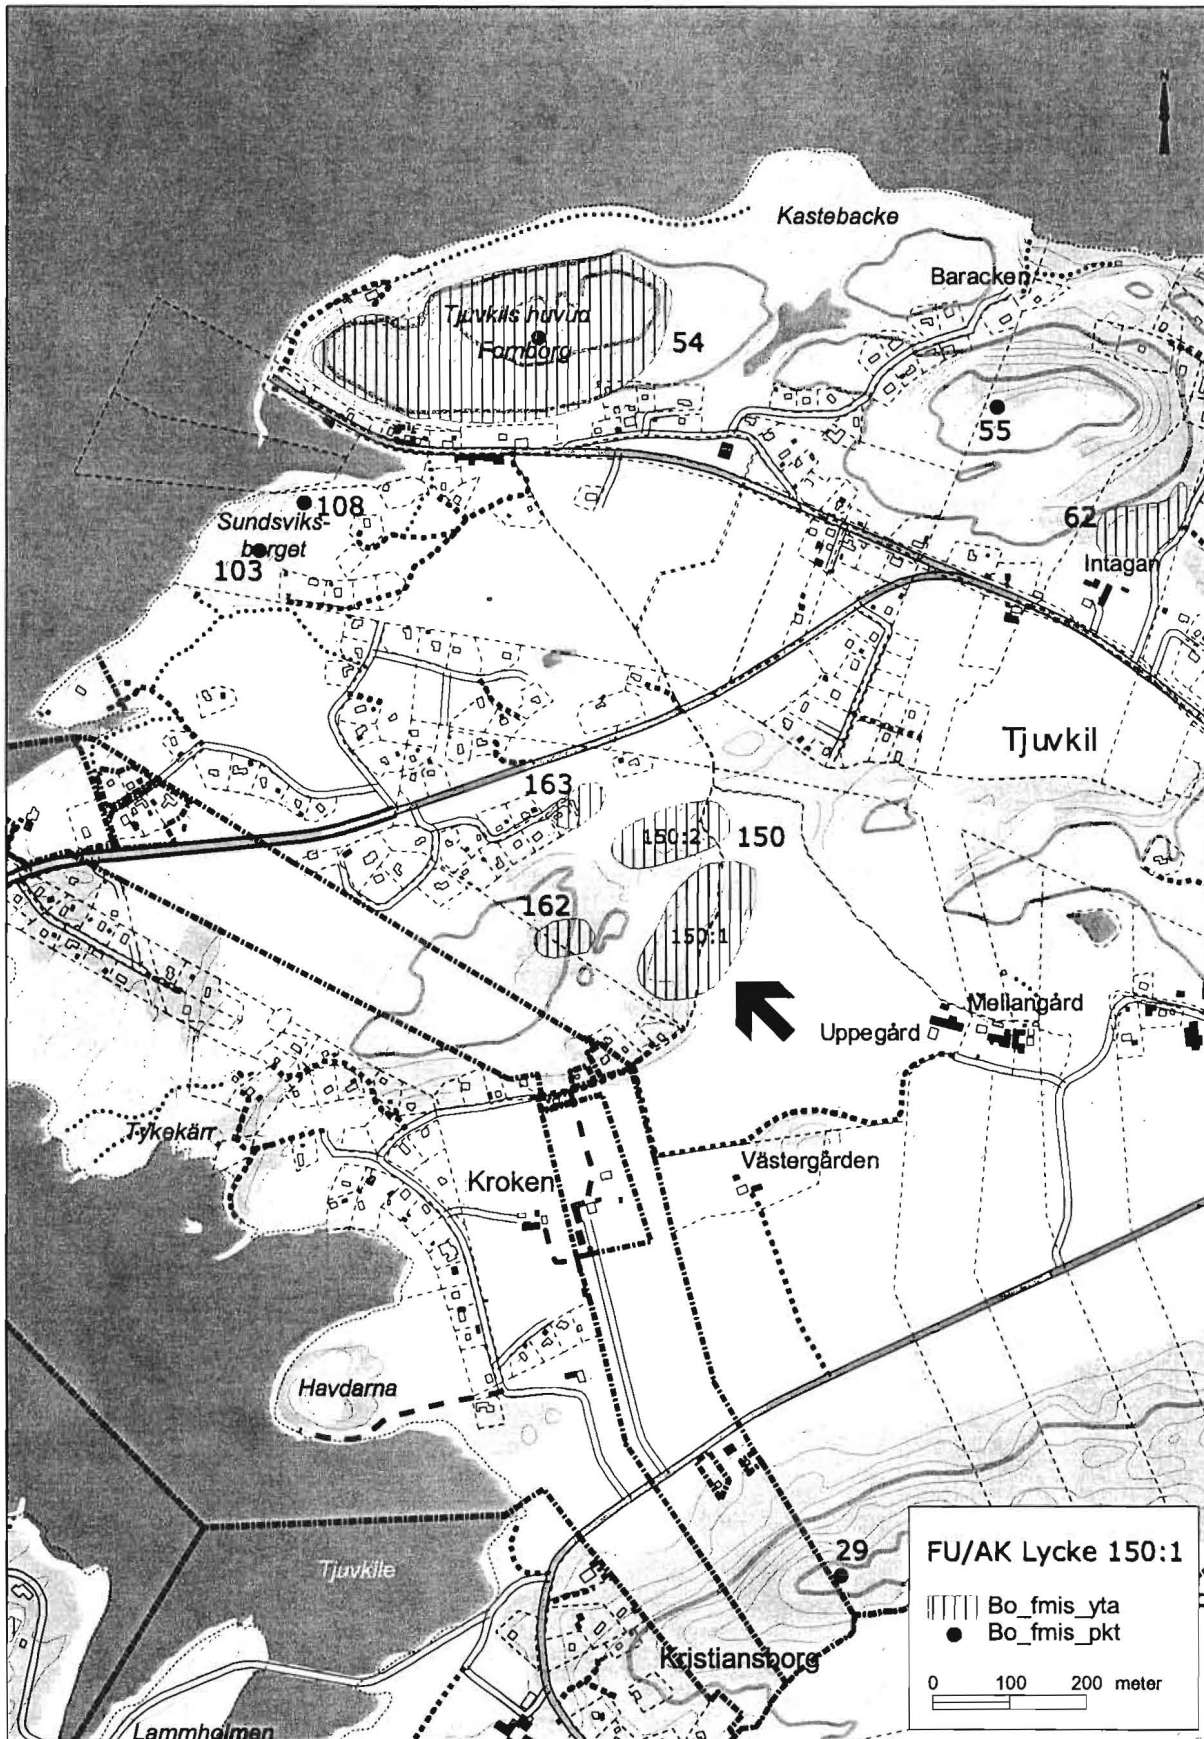 N
Kastebacke
Baracken
Tjuvkils huvud
Fornborg
54
55
108
Sundsviks-
berget
103
62
Intagan
Tjuvkil
163
150:2
150
162
150:1
Mellangård
Uppegård
Tykekärr
Västergården
Kroken
Havdarna
29
Tjuvkile
Kristiansborg
Lammholmen
FU/AK Lycke 150:1
Bo_fmis_yta
Bo_fmis_pkt
0 100 200 meter